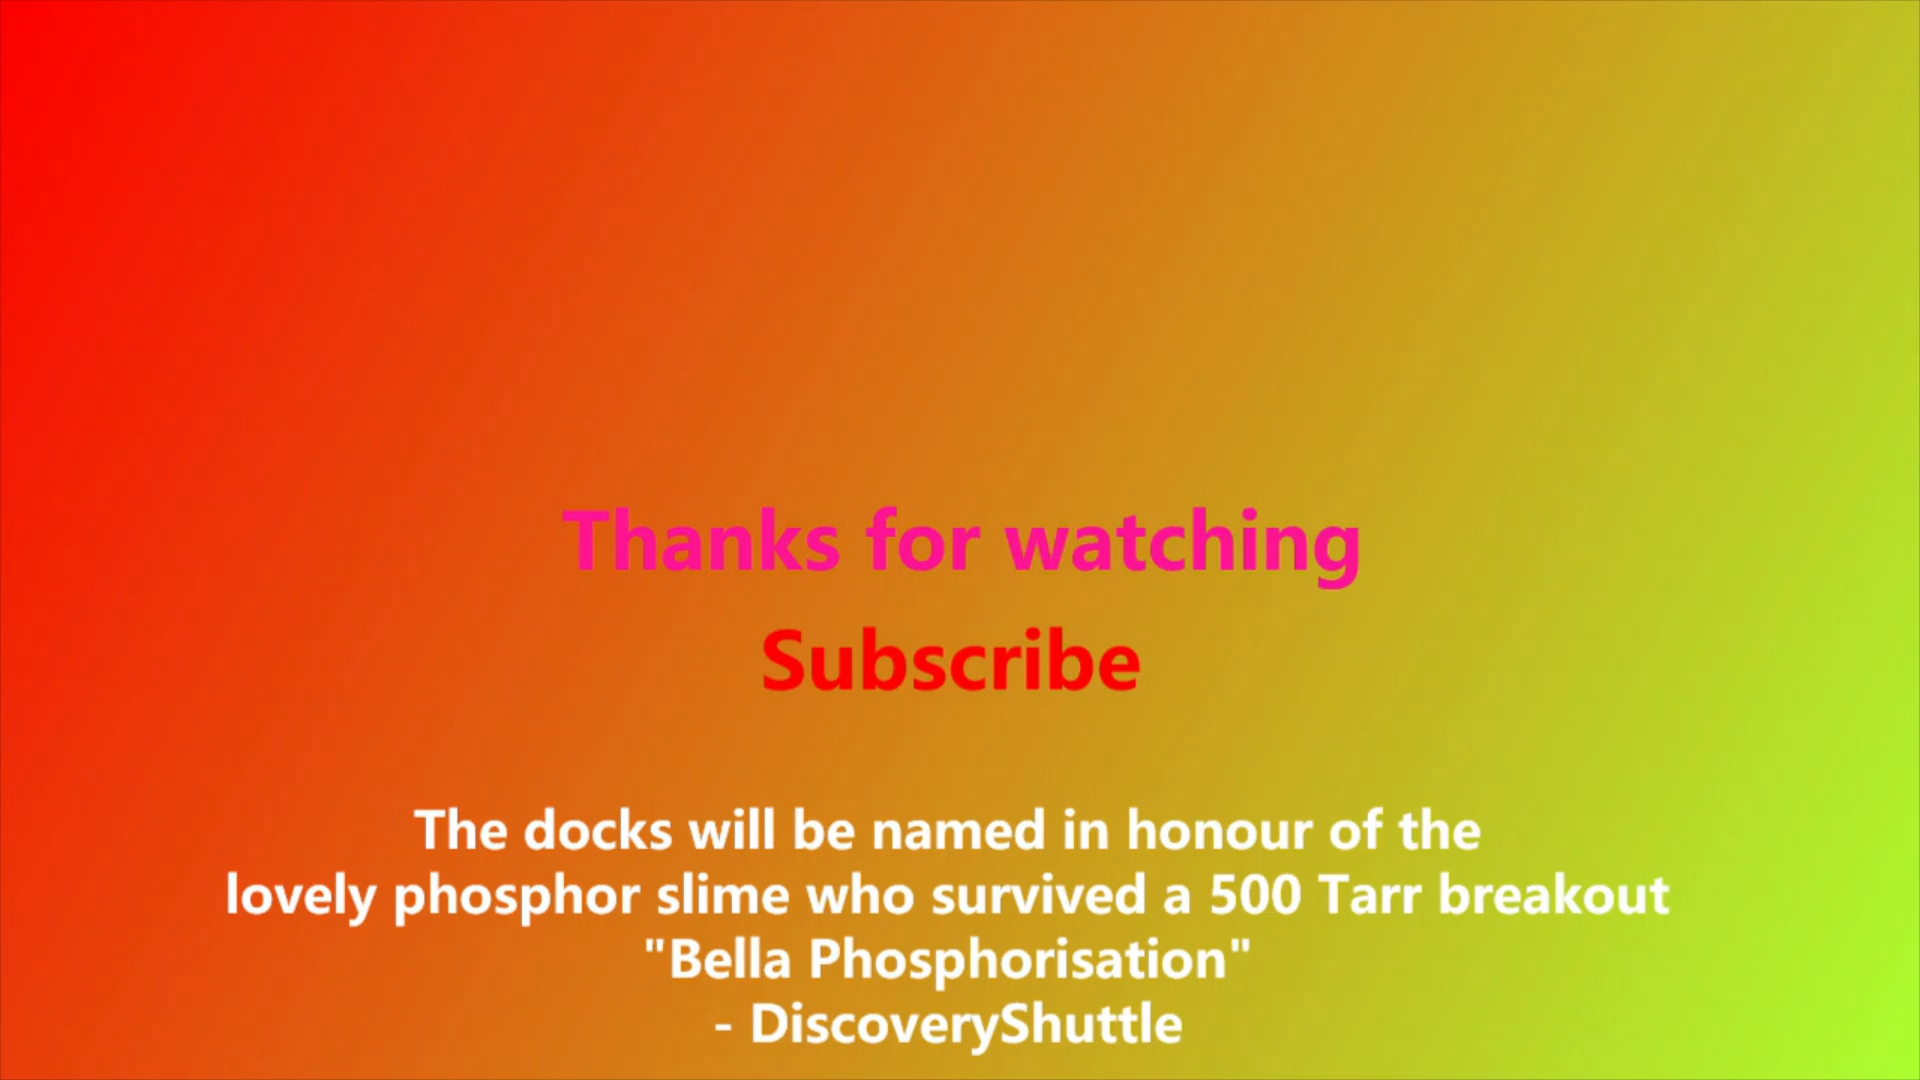 Thanks for watching
Subscribe
The docks will be named in honour of the
lovely phosphor slime who survived a 500 Tarr breakout
"Bella Phosphorisation"
- DiscoveryShuttle